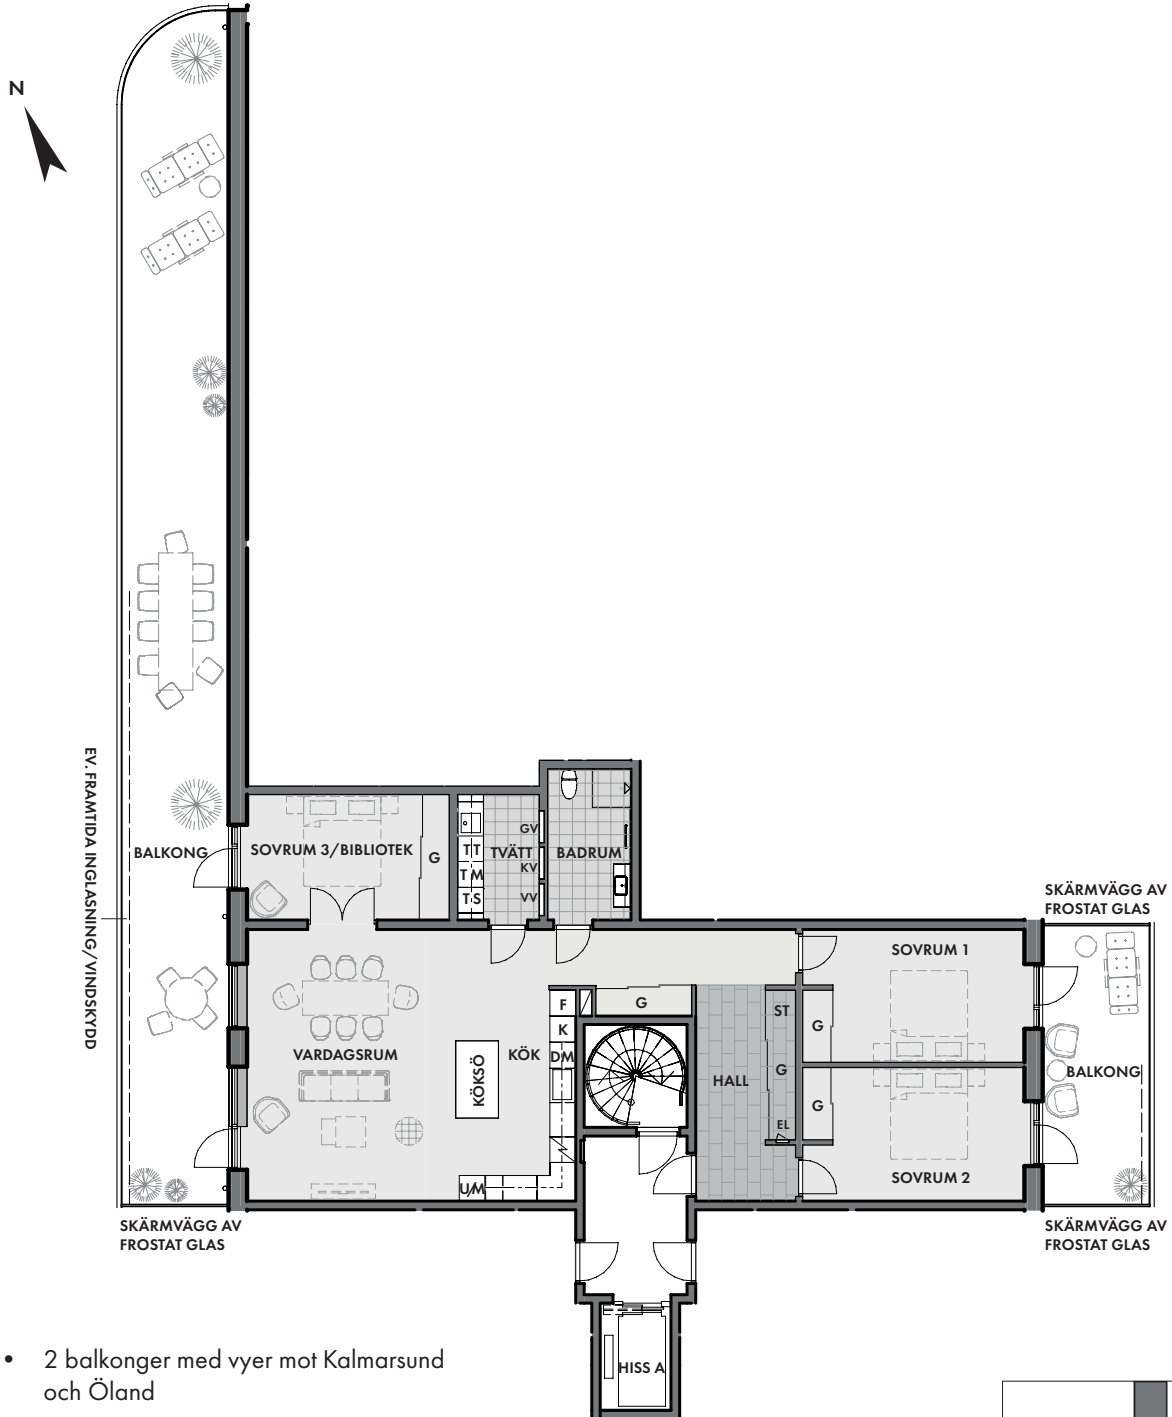 N
EV. FRAMTIDA INGLASNING/VINDSKYDD
BALKONG
SOVRUM 3/BIBLIOTEK
G
TT
TM
TS
TVÄTT
GV
KV
VV
BADRUM
SKÄRMVÄGG AV
FROSTAT GLAS
SOVRUM 1
G
F
K
DM
KÖK
KÖKSÖ
VARDAGSRUM
U/M
ST
G
EL
HALL
G
G
BALKONG
SOVRUM 2
SKÄRMVÄGG AV
FROSTAT GLAS
SKÄRMVÄGG AV
FROSTAT GLAS
HISS A
• 2 balkonger med vyer mot Kalmarsund
och Öland